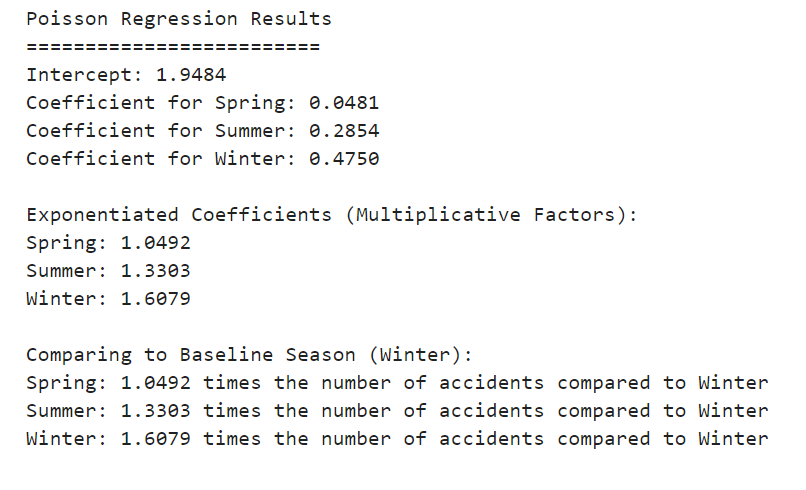 Poisson Regression Results
=========================
Intercept: 1.9484
Coefficient for Spring: 0.0481
Coefficient for Summer: 0.2854
Coefficient for Winter: 0.4750
Exponentiated Coefficients (Multiplicative Factors):
Spring: 1.0492
Summer: 1.3303
Winter: 1.6079
Comparing to Baseline Season (Winter):
Spring: 1.0492 times the number of accidents compared to Winter
Summer: 1.3303 times the number of accidents compared to Winter
Winter: 1.6079 times the number of accidents compared to Winter